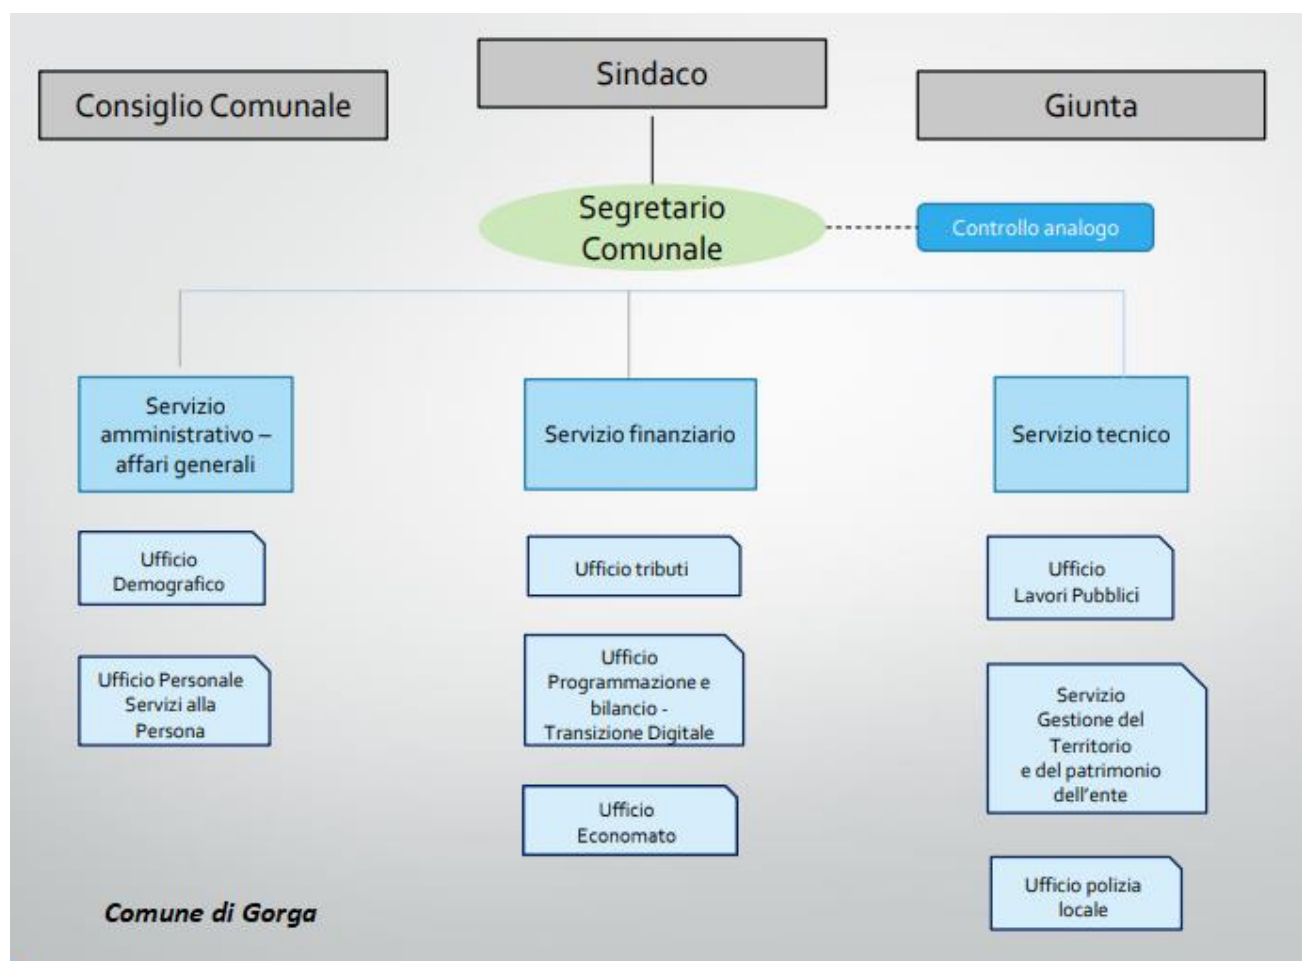 Sindaco
Consiglio Comunale
Giunta
Segretario
Comunale
Controllo analogo
Servizio
amministrativo –
affari generali
Servizio finanziario
Servizio tecnico
Ufficio
Demografico
Ufficio tributi
Ufficio
Lavori Pubblici
Ufficio Personale
Servizi alla
Persona
Ufficio
Programmazione e
bilancio -
Transizione Digitale
Servizio
Gestione del
Territorio
e del patrimonio
dell'ente
Ufficio
Economato
Ufficio polizia
locale
Comune di Gorga